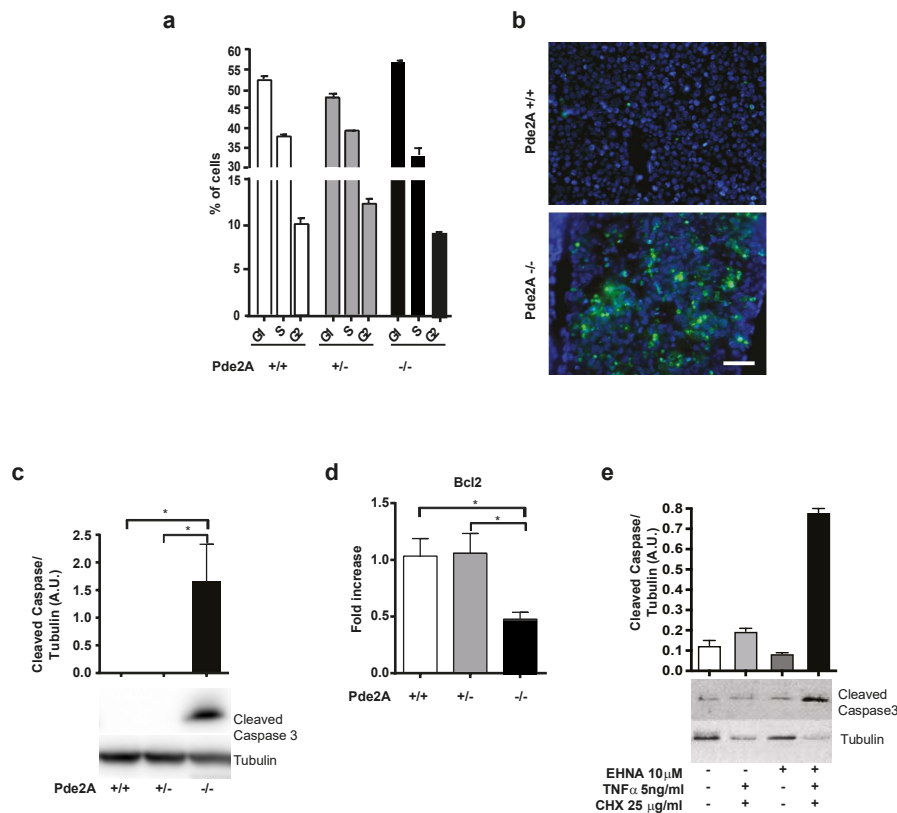 a
60
55
50
45
40
35
30
15
10
5
0
% of cells
G1 S G2 G1 S G2 G1 S G2
Pde2A +/+ +/- -/-
b
Pde2A +/+
Pde2A -/-
c
Cleaved Caspase/
Tubulin (A.U.)
2.5
2.0
1.5
1.0
0.5
0.0
*
*
Cleaved
Caspase 3
Tubulin
Pde2A +/+ +/- -/-
d
Bcl2
Fold increase
1.5
1.0
0.5
0.0
*
*
Pde2A +/+ +/- -/-
e
Cleaved Caspase/
Tubulin (A.U.)
0.8
0.7
0.6
0.5
0.4
0.3
0.2
0.1
0.0
Cleaved
Caspase3
Tubulin
EHNA 10μM - - + +
TNFα 5ng/ml - + - +
CHX 25 μg/ml - + - +